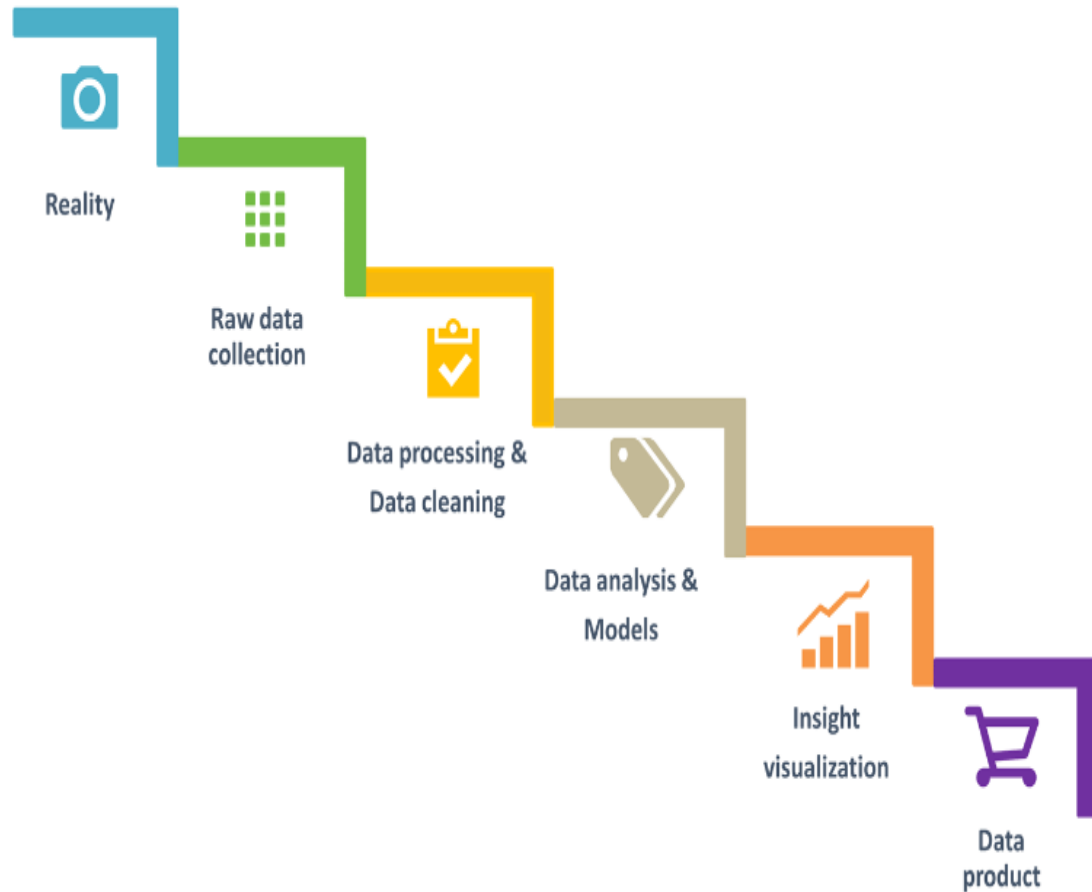 Reality
Raw data
collection
Data processing &
Data cleaning
Data analysis &
Models
Insight
visualization
Data
product